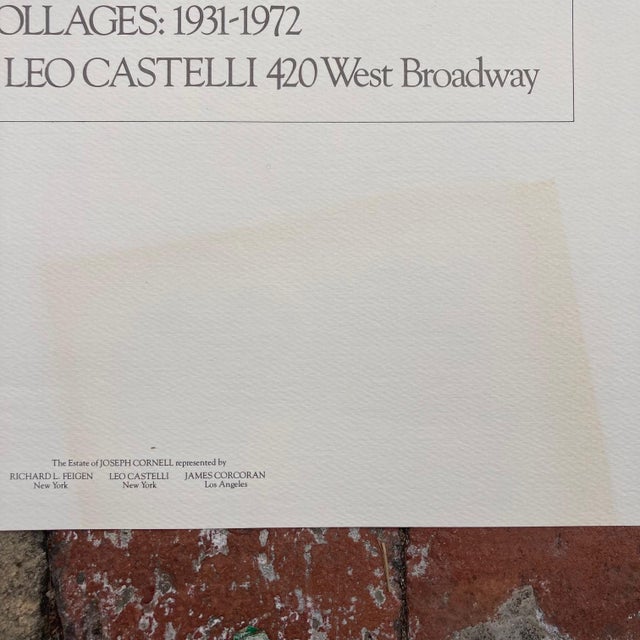 OLLAGES: 1931-1972
LEO CASTELLI 420 West Broadway
The Estate of JOSEPH CORNELL represented by
RICHARD L. FEIGEN LEO CASTELLI JAMES CORCORAN
New York New York Los Angeles